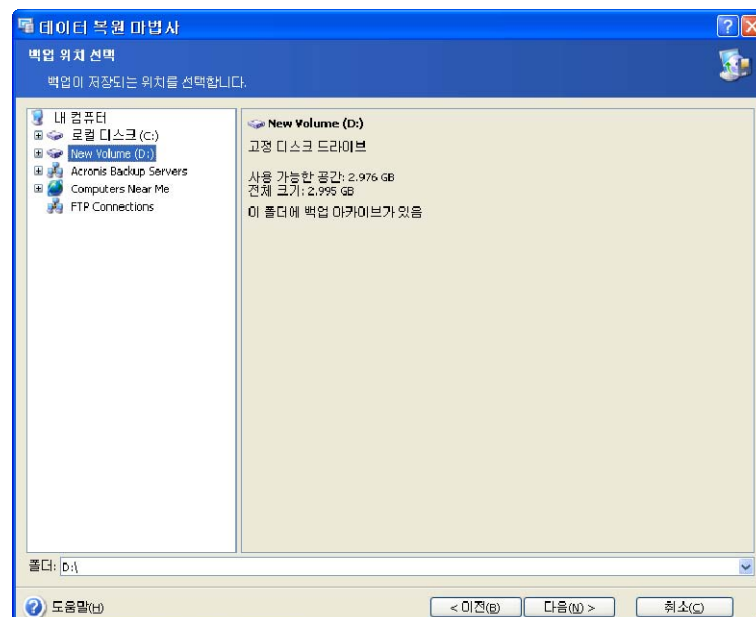 데이터 복원 마법사
백업 위치 선택
백업이 저장되는 위치를 선택합니다.
내 컴퓨터
로컬 디스크 (C:)
New Volume (D:)
Acronis Backup Servers
Computers Near Me
FTP Connections
New Volume (D:)
고정 디스크 드라이브
사용 가능한 공간: 2.976 GB
전체 크기: 2.995 GB
이 폴더에 백업 아카이브가 있음
폴더: D:\
도움말(H)
< 이전(B)
다음(N) >
취소(C)